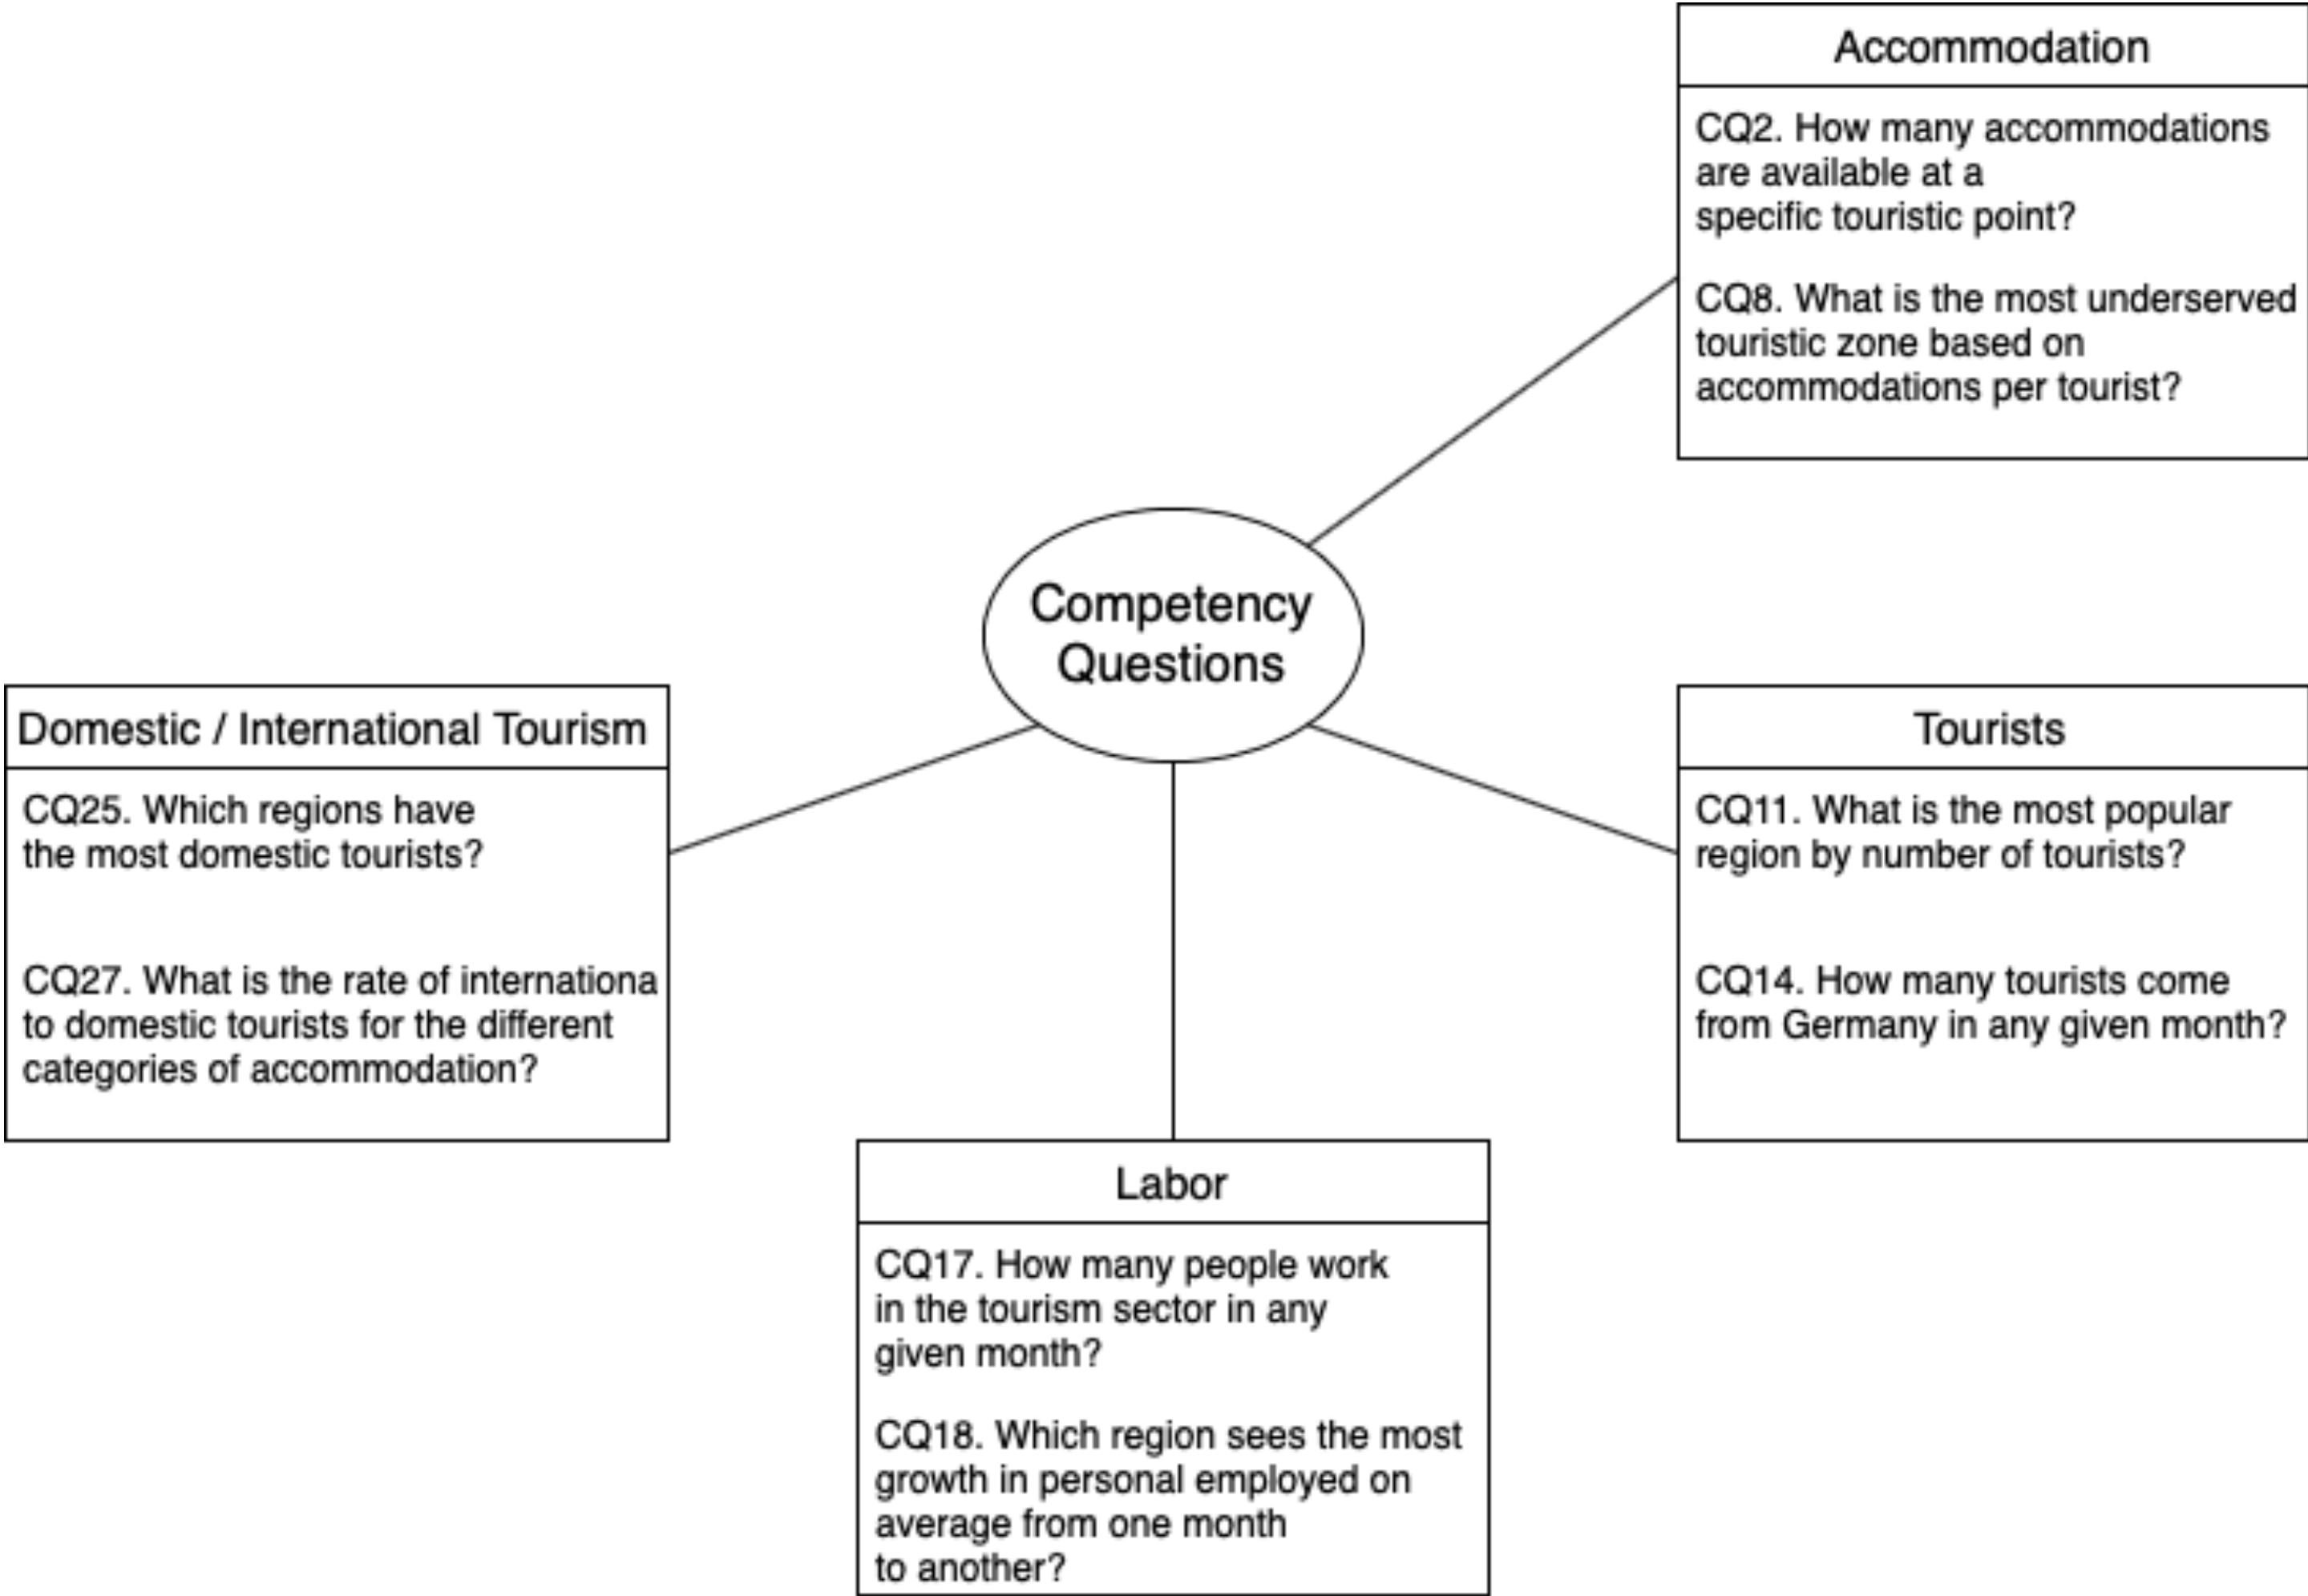 Accommodation
CQ2. How many accommodations
are available at a
specific touristic point?
CQ8. What is the most underserved
touristic zone based on
accommodations per tourist?
Competency
Questions
Domestic / International Tourism
CQ25. Which regions have
the most domestic tourists?
CQ27. What is the rate of internationa
to domestic tourists for the different
categories of accommodation?
Tourists
CQ11. What is the most popular
region by number of tourists?
CQ14. How many tourists come
from Germany in any given month?
Labor
CQ17. How many people work
in the tourism sector in any
given month?
CQ18. Which region sees the most
growth in personal employed on
average from one month
to another?